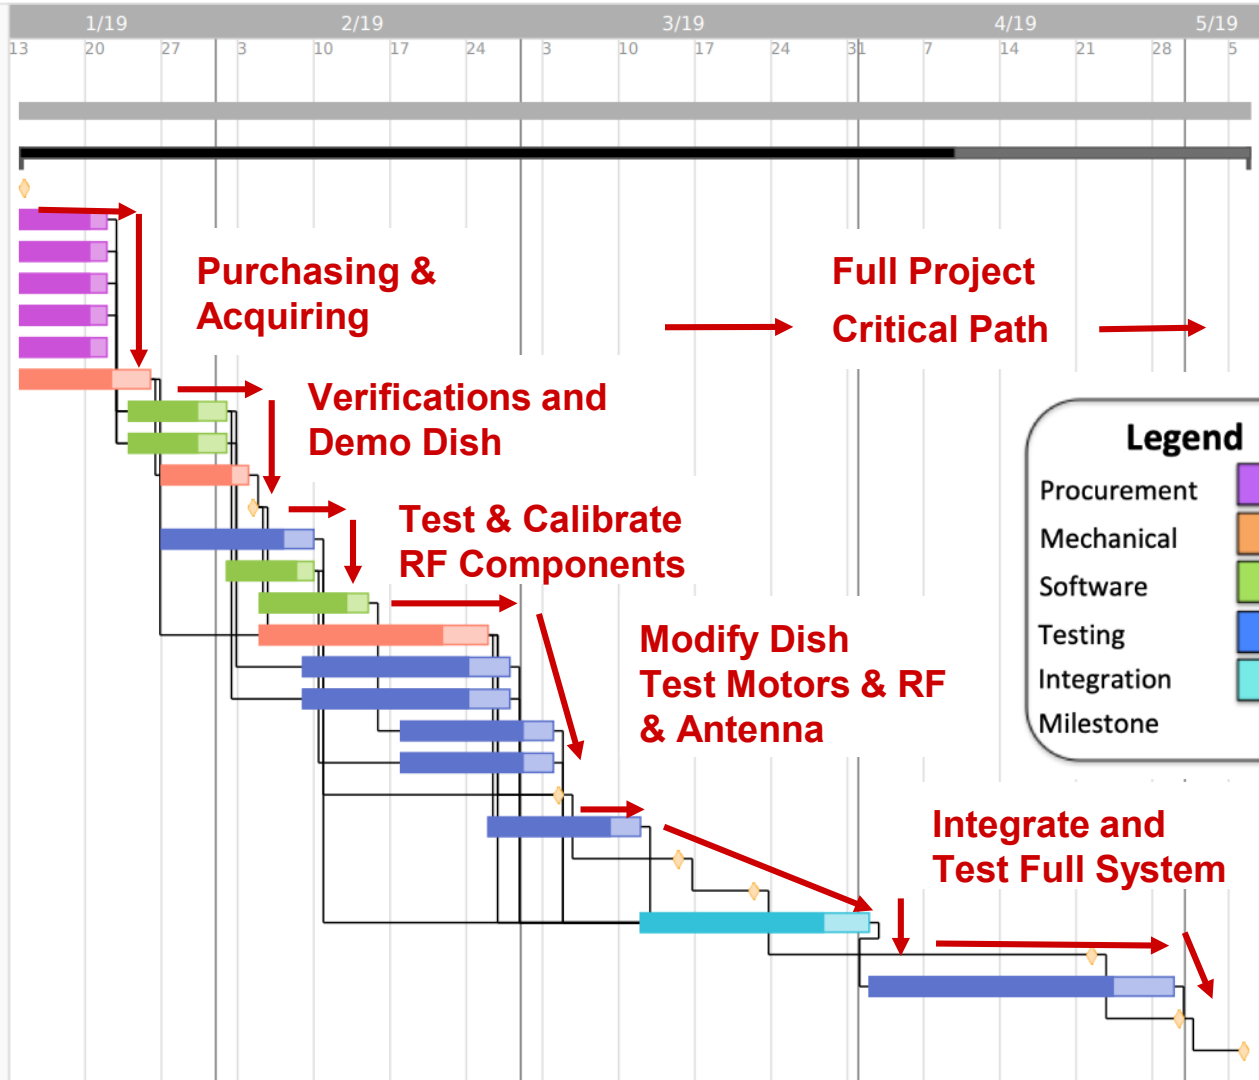 1/19 2/19 3/19 4/19 5/19
13 20 27 3 10 17 24 3 10 17 24 31 7 14 21 28 5
Purchasing &
Acquiring
Full Project
Critical Path
Verifications and
Demo Dish
Legend
Procurement
Mechanical
Software
Testing
Integration
Milestone
Test & Calibrate
RF Components
Modify Dish
Test Motors & RF
& Antenna
Integrate and
Test Full System